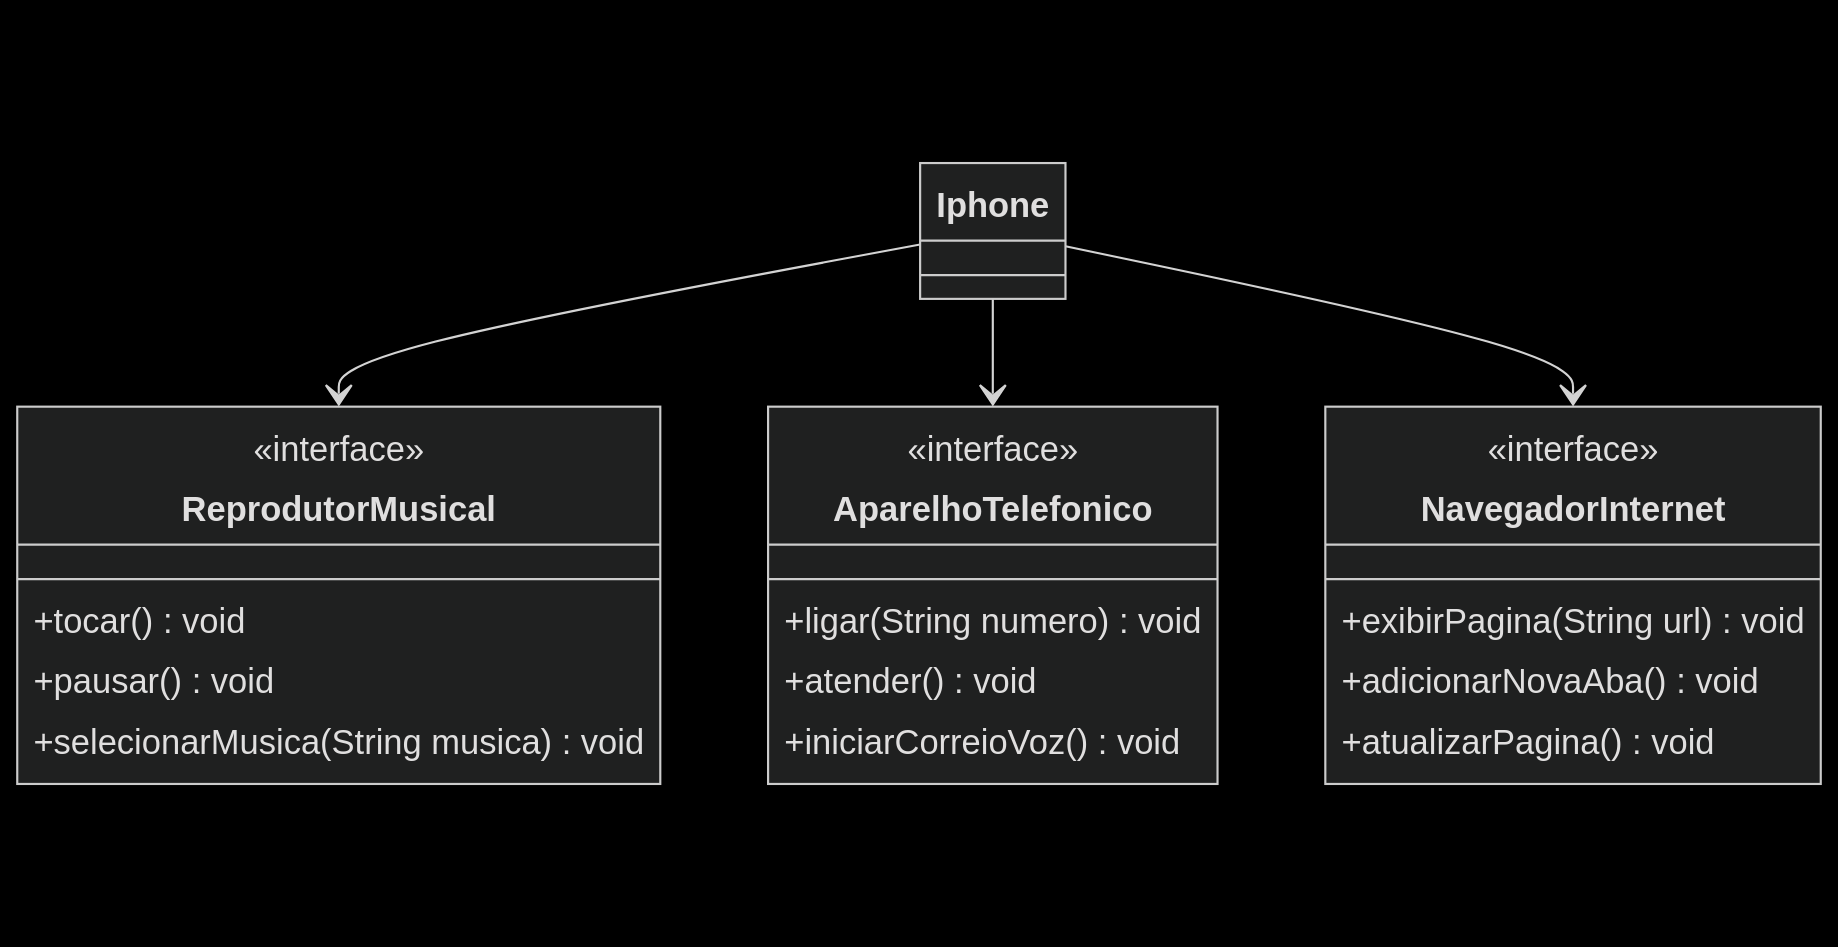 Iphone
«interface»
ReprodutorMusical
+tocar() : void
+pausar() : void
+selecionarMusica(String musica) : void
«interface»
AparelhoTelefonico
+ligar(String numero) : void
+atender() : void
+iniciarCorreioVoz() : void
«interface»
NavegadorInternet
+exibirPagina(String url) : void
+adicionarNovaAba() : void
+atualizarPagina() : void